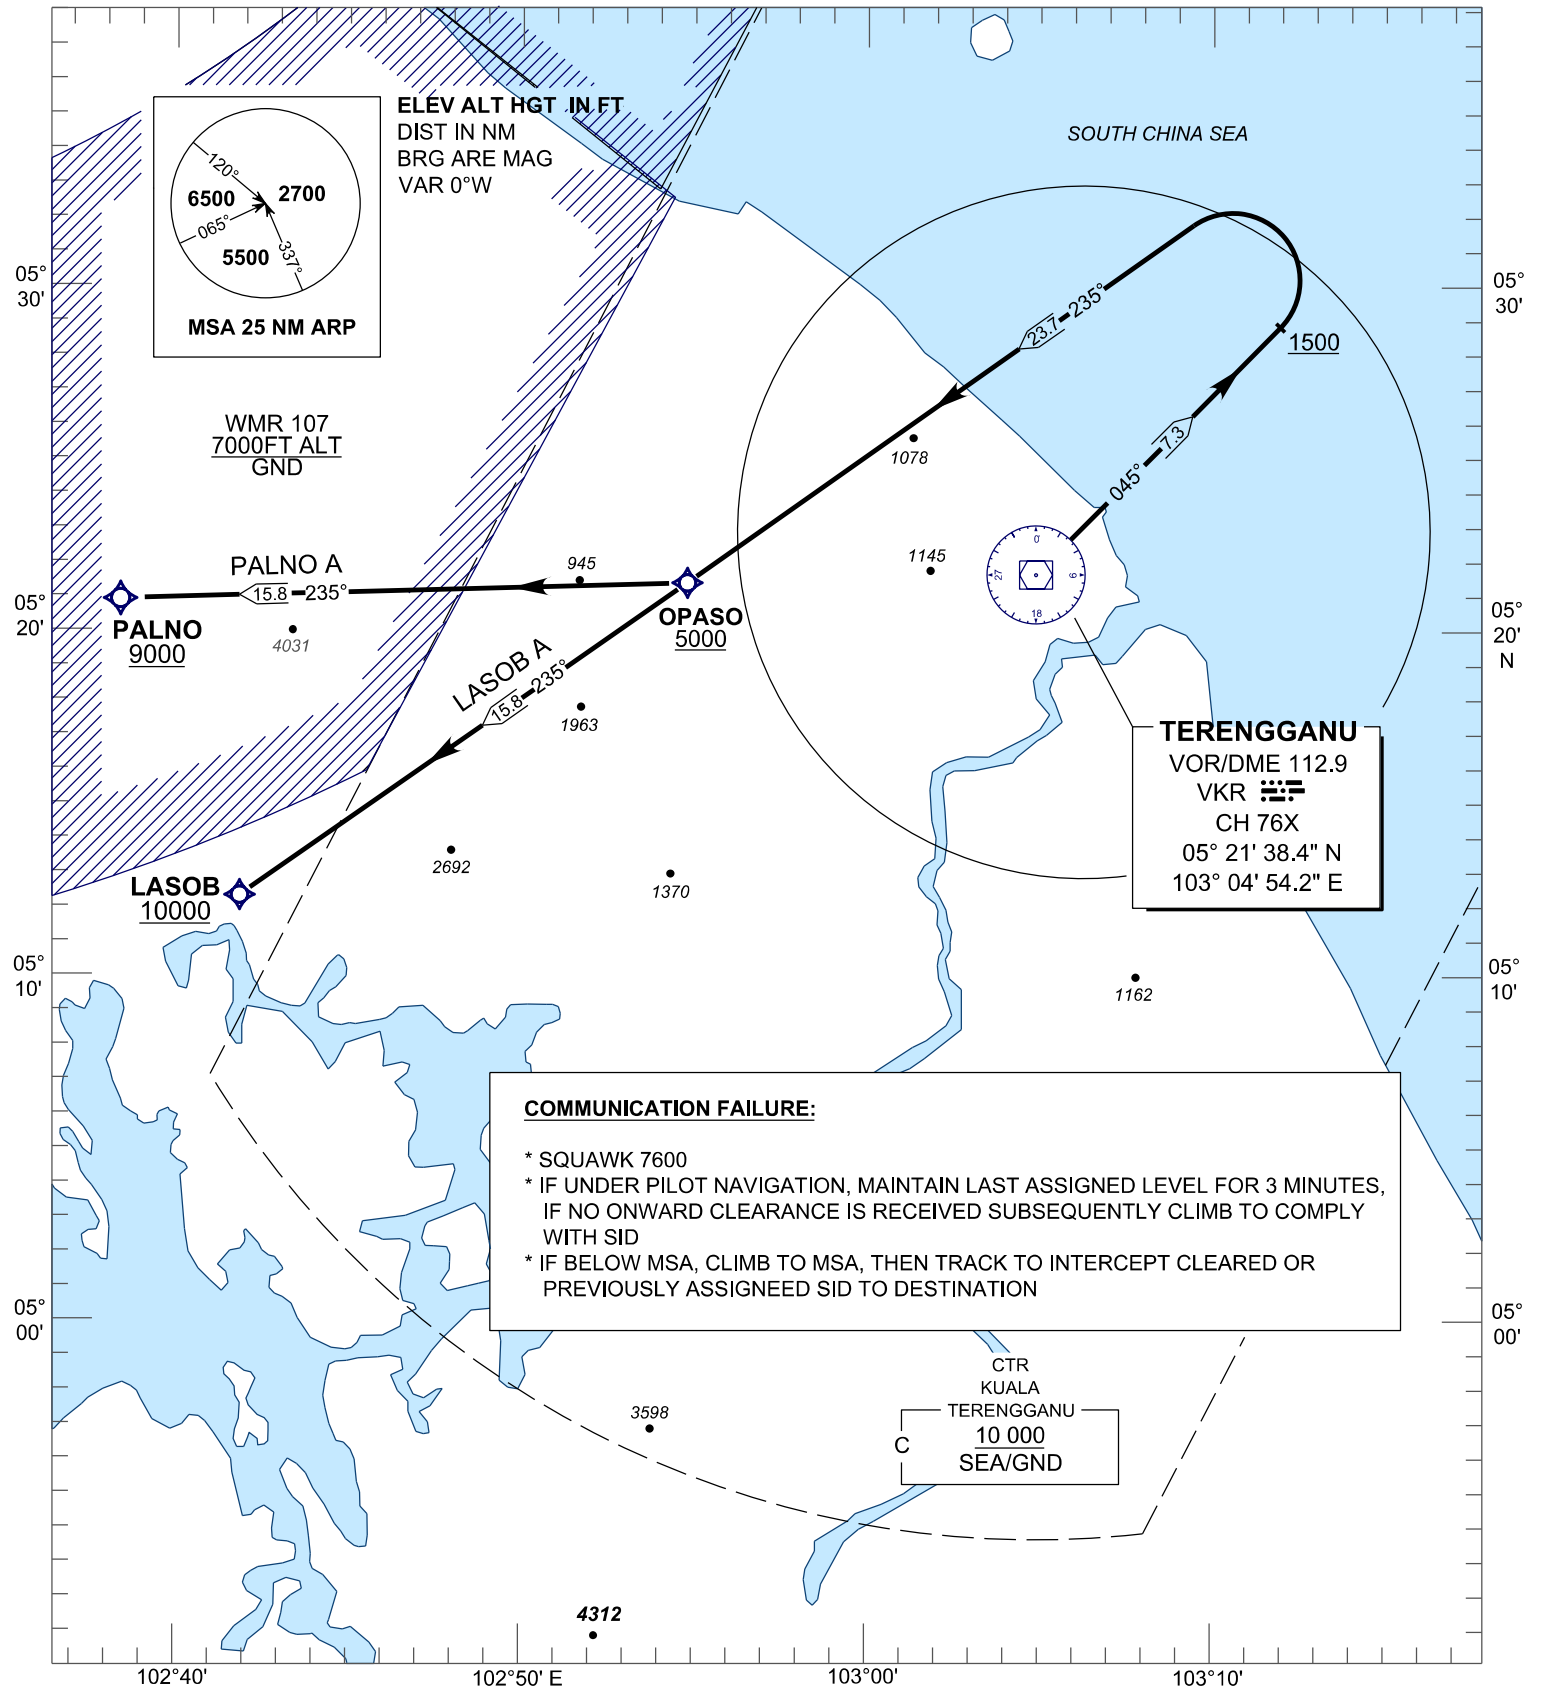 ELEV ALT HGT IN FT
DIST IN NM
BRG ARE MAG
VAR 0°W
120°
6500
2700
065°
5500
337°
MSA 25 NM ARP
SOUTH CHINA SEA
05°
30'
05°
30'
WMR 107
7000FT ALT
GND
23.7
235°
1500
7.3
045°
1078
1145
945
0
9
18
27
PALNO A
15.8
235°
PALNO
9000
4031
OPASO
5000
LASOB A
15.8
235°
1963
05°
20'
05°
20'
N
TERENGGANU
VOR/DME 112.9
VKR
CH 76X
05° 21' 38.4" N
103° 04' 54.2" E
2692
1370
LASOB
10000
05°
10'
05°
10'
1162
COMMUNICATION FAILURE:
* SQUAWK 7600
* IF UNDER PILOT NAVIGATION, MAINTAIN LAST ASSIGNED LEVEL FOR 3 MINUTES,
IF NO ONWARD CLEARANCE IS RECEIVED SUBSEQUENTLY CLIMB TO COMPLY
WITH SID
* IF BELOW MSA, CLIMB TO MSA, THEN TRACK TO INTERCEPT CLEARED OR
PREVIOUSLY ASSIGNEED SID TO DESTINATION
05°
00'
05°
00'
CTR
KUALA
TERENGGANU
C
10 000
SEA/GND
3598
4312
102°40'
102°50' E
103°00'
103°10'